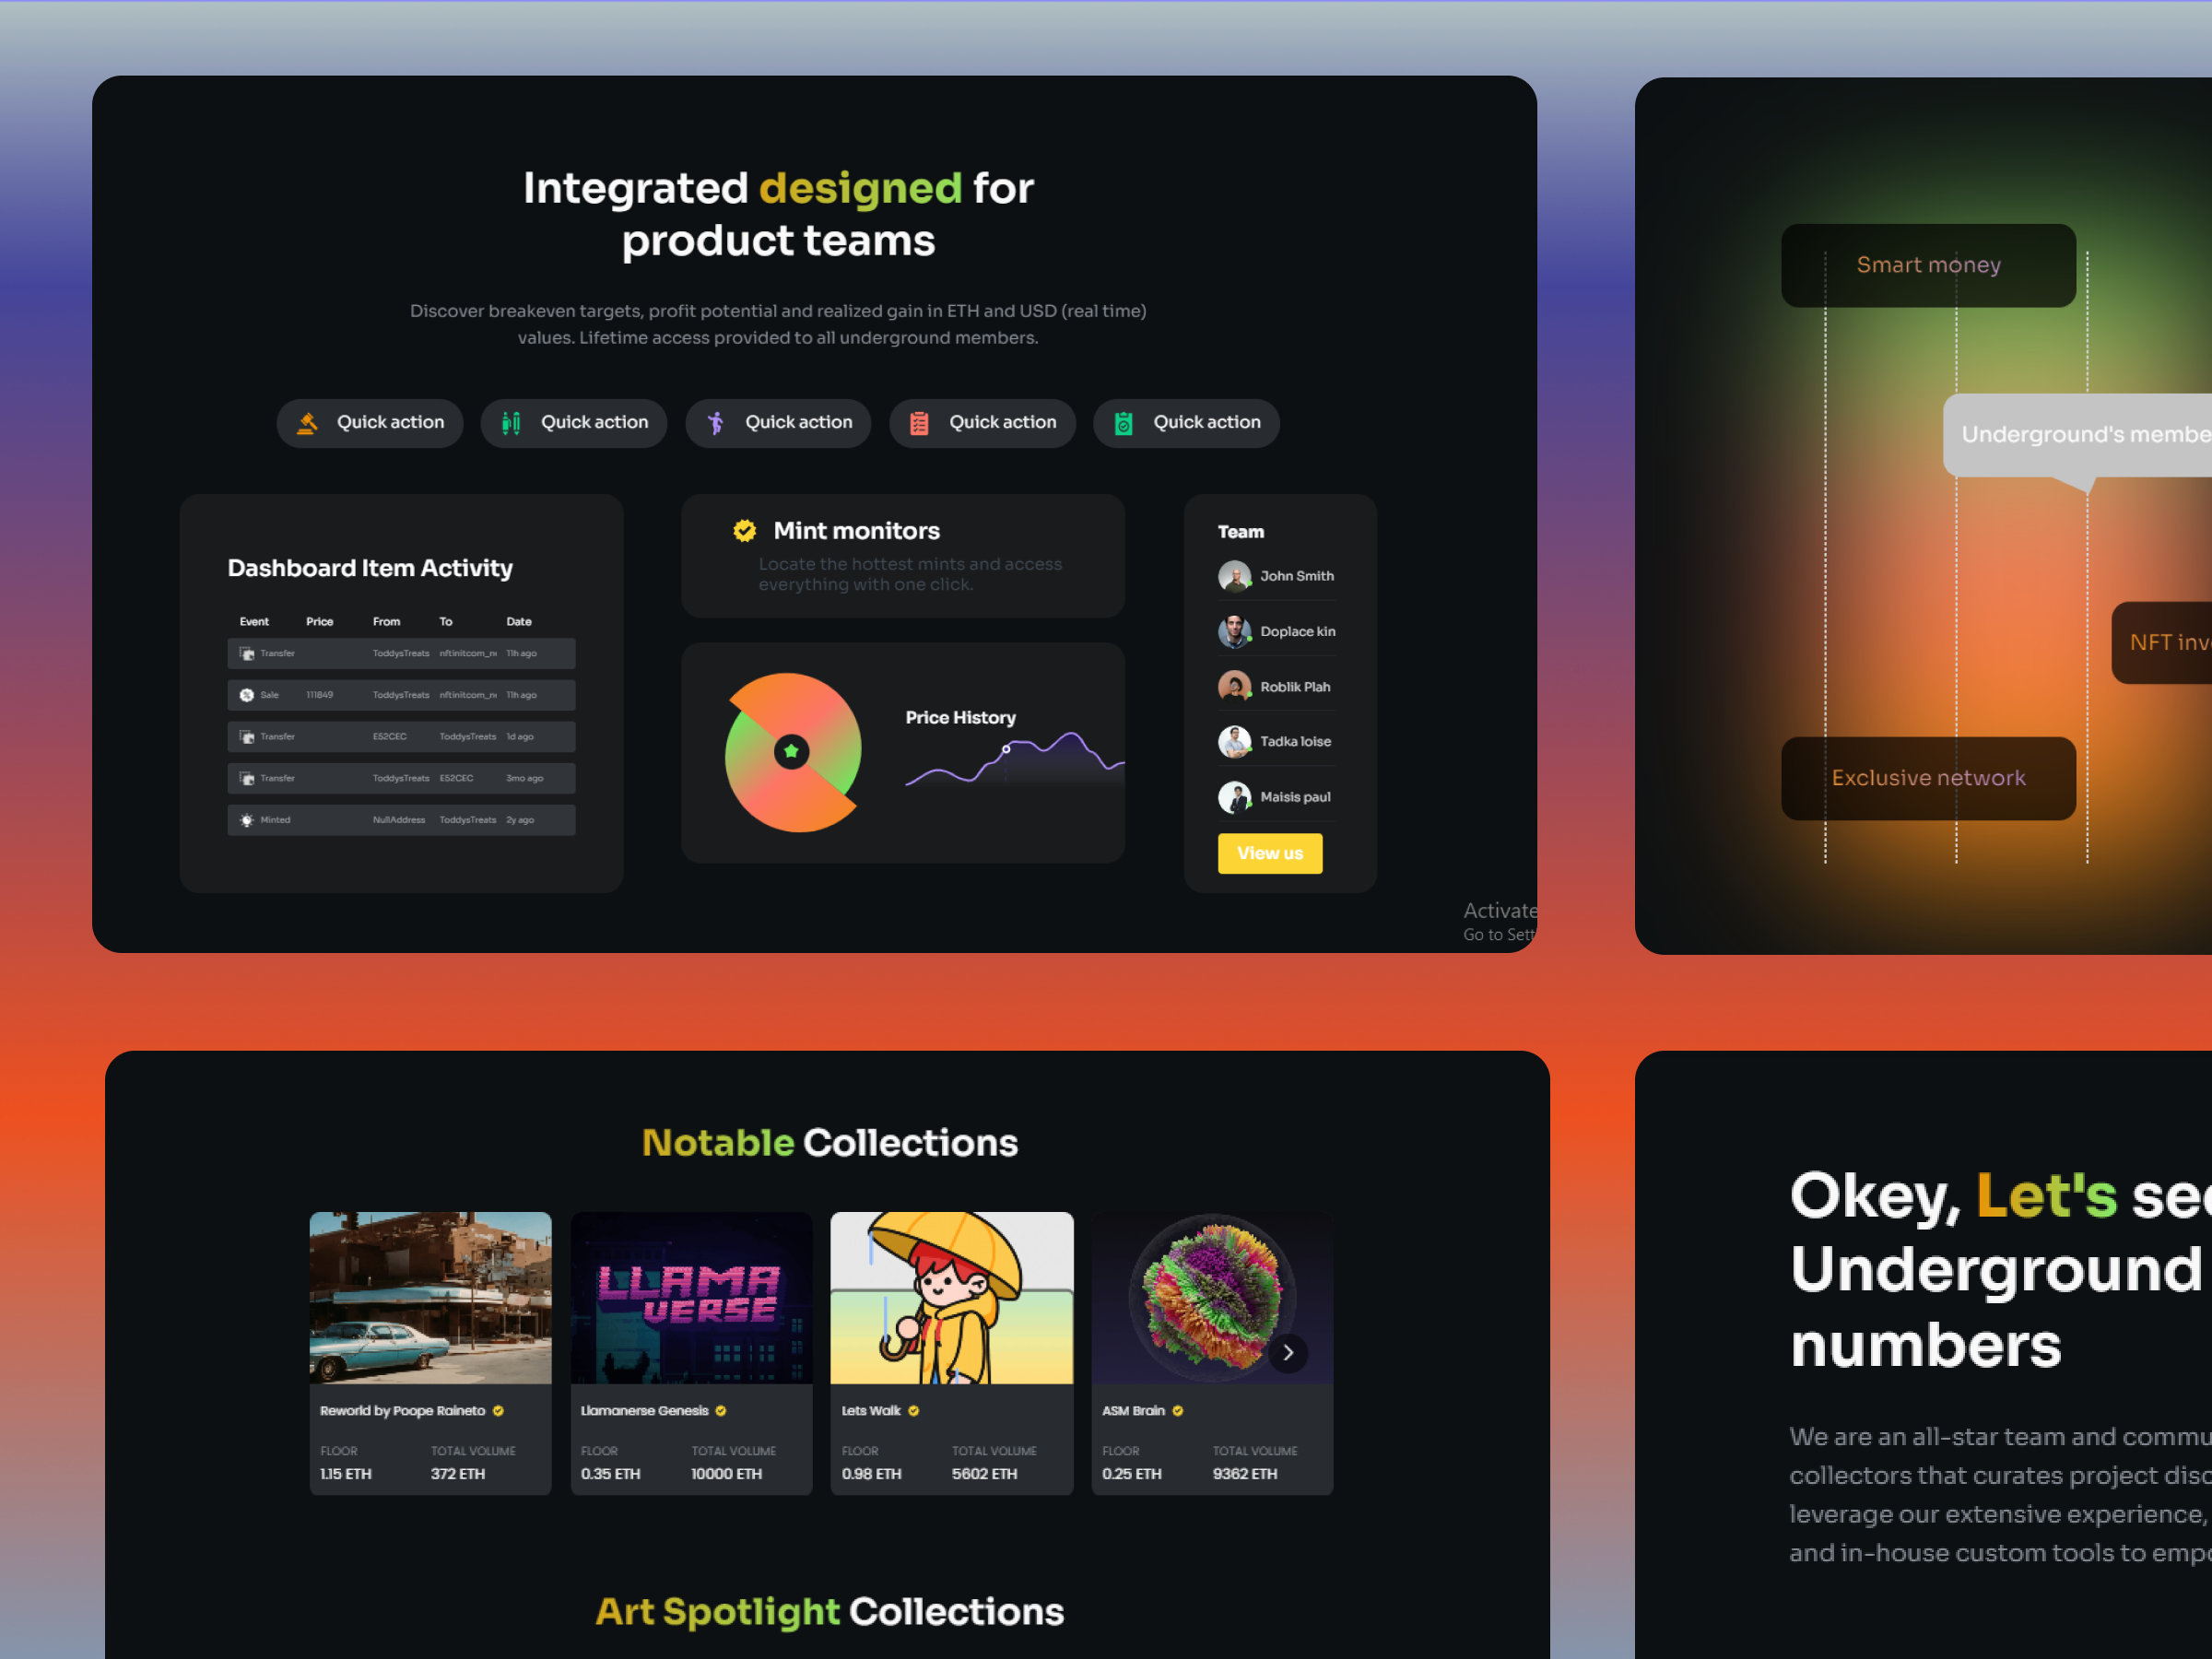 Integrated designed for
product teams
Discover breakeven targets, profit potential and realized gain in ETH and USD (real time)
values. Lifetime access provided to all underground members.
Quick action
Quick action
Quick action
Quick action
Quick action
Dashboard Item Activity
Event Price From To Date
Transfer ToddysTreats nftinitcom_ne 11h ago
Sale 111849 ToddysTreats nftinitcom_ne 11h ago
Transfer E52CEC ToddysTreats 1d ago
Transfer ToddysTreats E52CEC 3mo ago
Minted NullAddress ToddysTreats 2y ago
Mint monitors
Locate the hottest mints and access
everything with one click.
Price History
Team
John Smith
Doplace kin
Roblik Plah
Tadka loise
Maisis paul
View us
Activate
Go to Sett
Smart money
Underground's membe
NFT inv
Exclusive network
Notable Collections
LLAMA
VERSE
Reworld by Poope Raineto
FLOOR TOTAL VOLUME
1.15 ETH 372 ETH
Llamanerse Genesis
FLOOR TOTAL VOLUME
0.35 ETH 10000 ETH
Lets Walk
FLOOR TOTAL VOLUME
0.98 ETH 5602 ETH
ASM Brain
FLOOR TOTAL VOLUME
0.25 ETH 9362 ETH
Art Spotlight Collections
Okey, Let's see
Underground
numbers
We are an all-star team and commu
collectors that curates project disc
leverage our extensive experience,
and in-house custom tools to empo